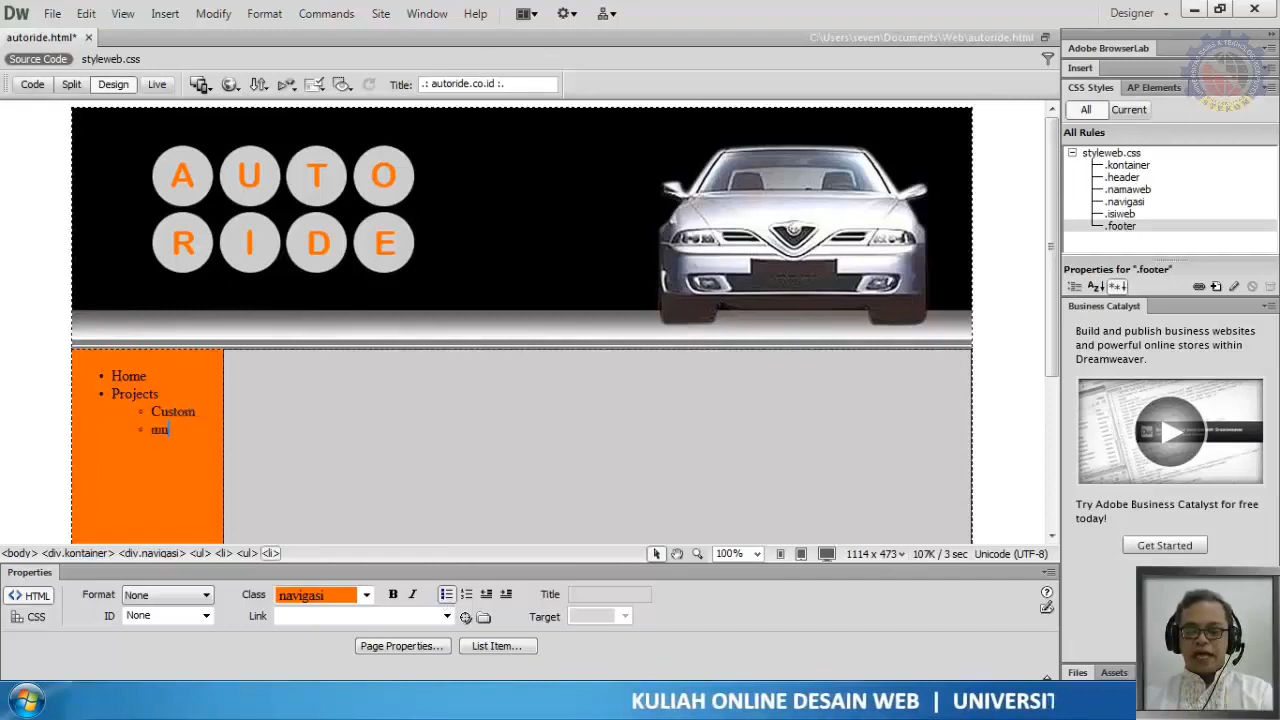 Dw File Edit View Insert Modify Format Commands Site Window Help Designer
autoride.html* C:\Users\seven\Documents\Web\autoride.html
Source Code styleweb.css
Code Split Design Live Title: .: autoride.co.id :.
A U T O
R I D E
Home
Projects
Custom
mu
<body> <div.kontainer> <div.navigasi> <ul> <li> <ul> <li> 100% 1114 x 473 107K / 3 sec Unicode (UTF-8)
Properties
<> HTML Format None Class navigasi B I Title
CSS ID None Link Target
Page Properties... List Item...
Adobe BrowserLab
Insert
CSS Styles AP Elements
All Current
All Rules
styleweb.css
.kontainer
.header
.namaweb
.navigasi
.isiweb
.footer
Properties for ".footer"
Business Catalyst
Build and publish business websites
and powerful online stores within
Dreamweaver.
Try Adobe Business Catalyst for free
today!
Get Started
Files Assets
KULIAH ONLINE DESAIN WEB | UNIVERSIT